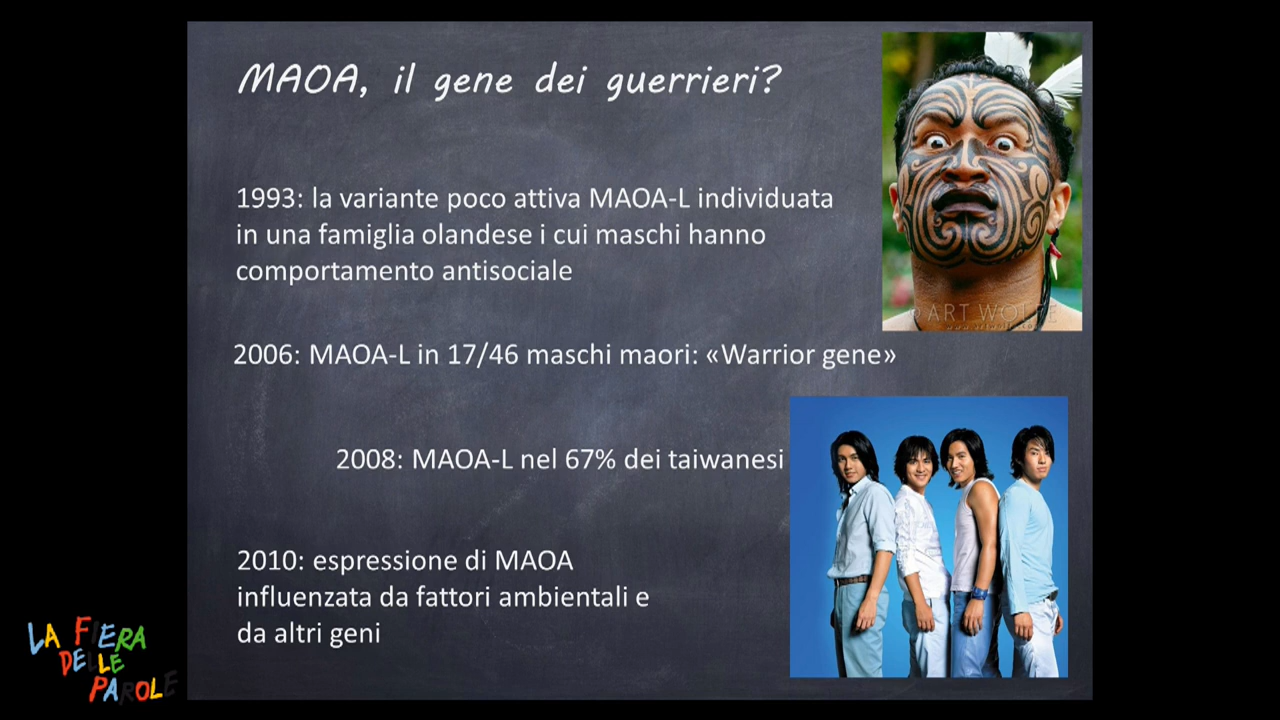 MAOA, il gene dei guerrieri?
1993: la variante poco attiva MAOA-L individuata
in una famiglia olandese i cui maschi hanno
comportamento antisociale
© ART WOLFE
2006: MAOA-L in 17/46 maschi maori: «Warrior gene»
2008: MAOA-L nel 67% dei taiwanesi
2010: espressione di MAOA
influenzata da fattori ambientali e
da altri geni
LA FIERA
DELLE
PAROLE